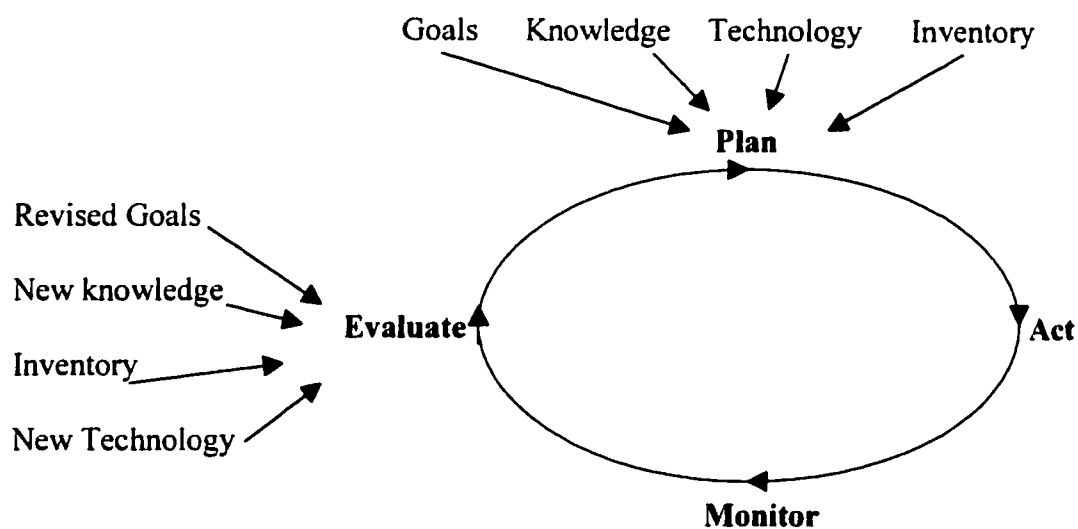 Goals Knowledge Technology Inventory
Plan
Revised Goals
New knowledge
Evaluate
Act
Inventory
New Technology
Monitor